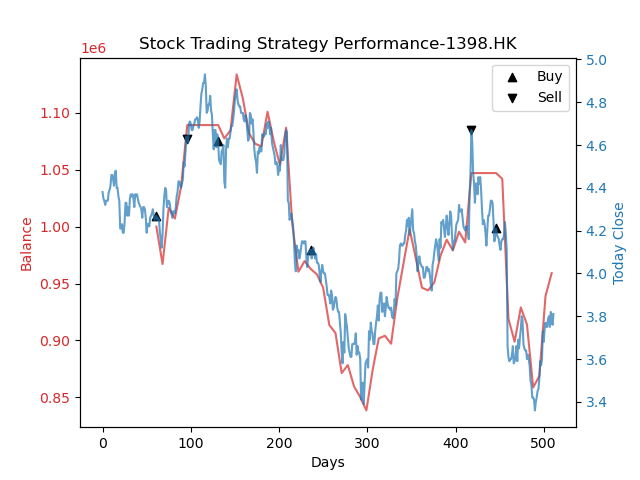 Stock Trading Strategy Performance-1398.HK
1e6
Buy
Sell
1.10
1.05
1.00
0.95
0.90
0.85
Balance
5.0
4.8
4.6
4.4
4.2
4.0
3.8
3.6
3.4
Today Close
0 100 200 300 400 500
Days